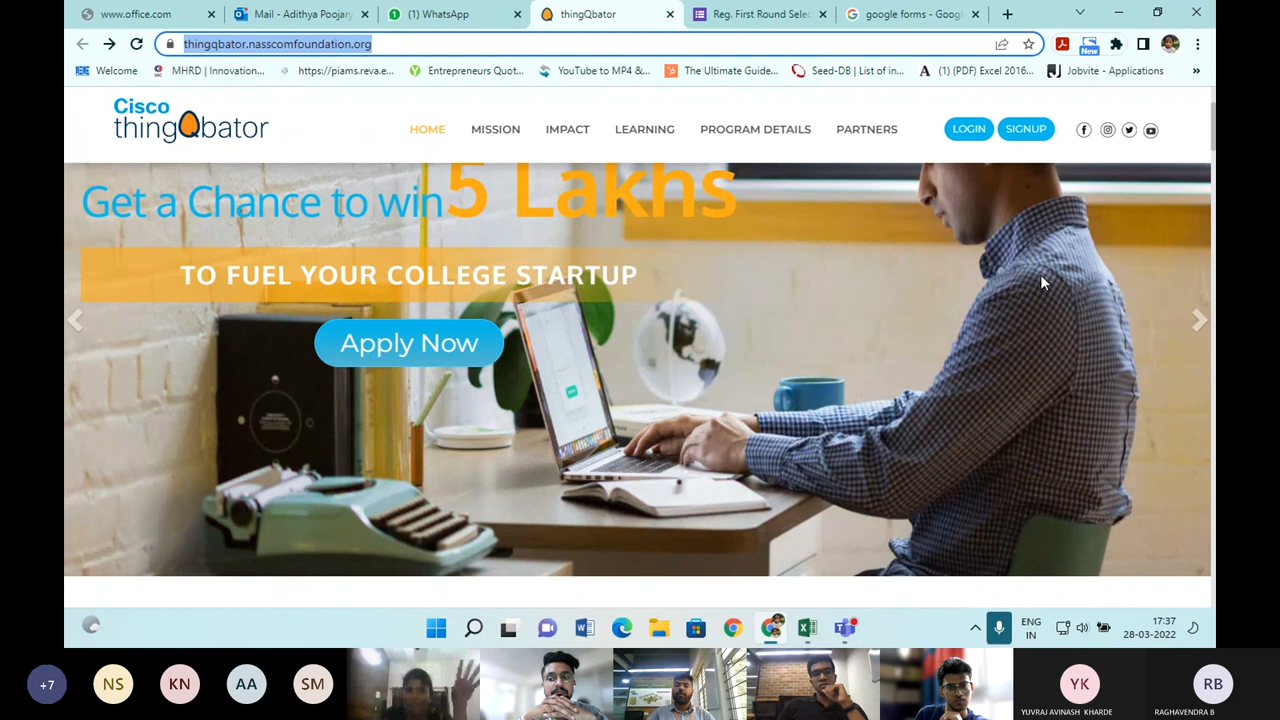 www.office.com
Mail - Adithya Poojary
(1) WhatsApp
thingQbator
Reg. First Round Selec
google forms - Google
thingqbator.nasscomfoundation.org
New
Welcome
MHRD | Innovation...
https://piams.reva.e...
Entrepreneurs Quot...
YouTube to MP4 &...
The Ultimate Guide...
Seed-DB | List of in...
(1) (PDF) Excel 2016...
Jobvite - Applications
Cisco
thingQbator
HOME
MISSION
IMPACT
LEARNING
PROGRAM DETAILS
PARTNERS
LOGIN
SIGNUP
Get a Chance to win 5 Lakhs
TO FUEL YOUR COLLEGE STARTUP
Apply Now
ENG
IN
17:37
28-03-2022
+7
NS
KN
AA
SM
YK
YUVRAJ AVINASH KHARDE
RB
RAGHAVENDRA B